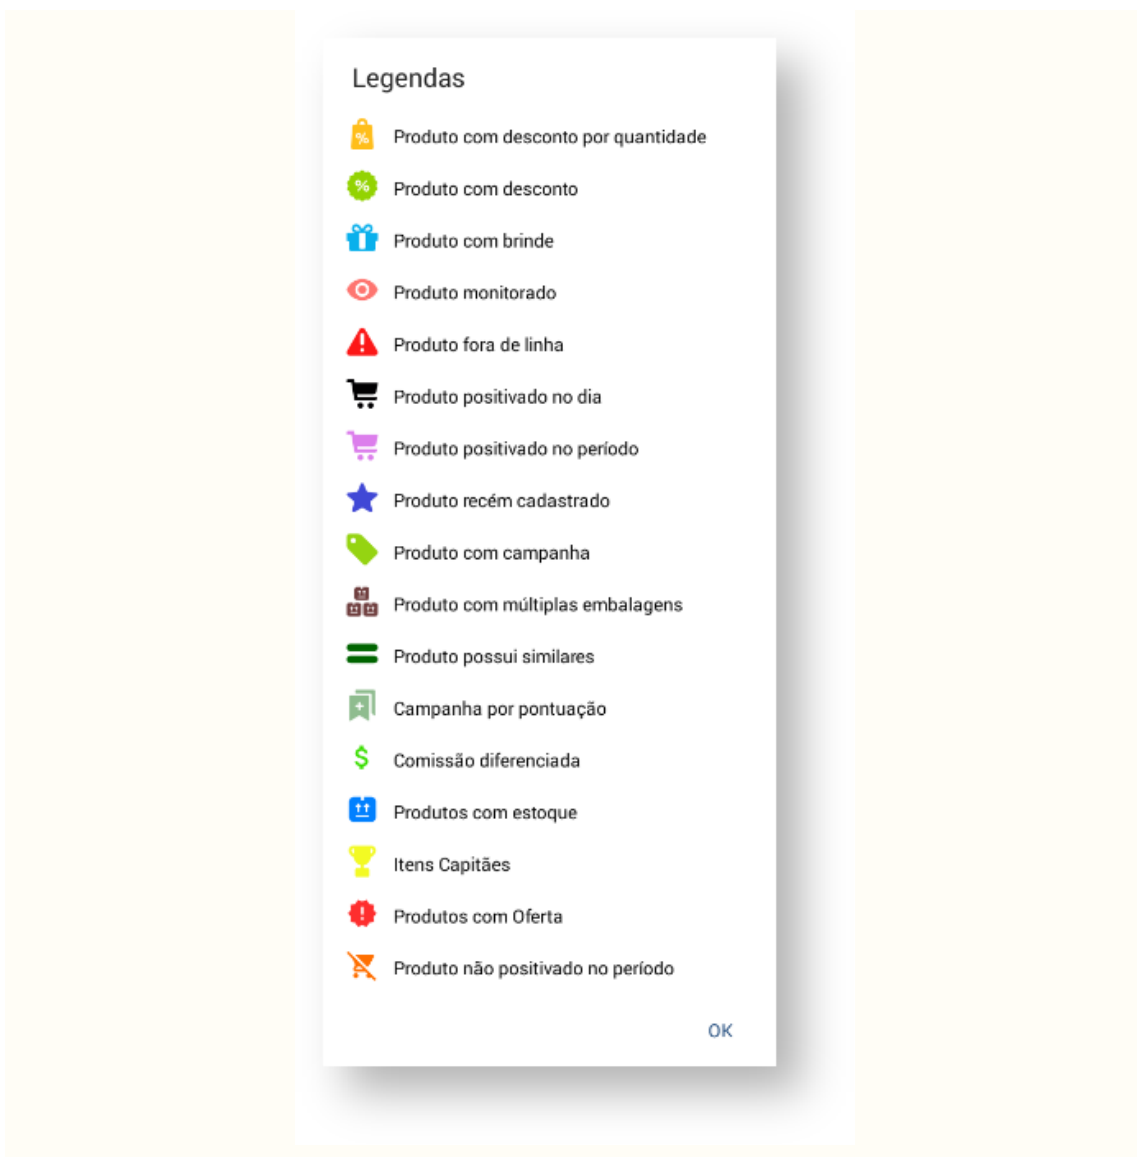 Legendas
Produto com desconto por quantidade
Produto com desconto
Produto com brinde
Produto monitorado
Produto fora de linha
Produto positivado no dia
Produto positivado no período
Produto recém cadastrado
Produto com campanha
Produto com múltiplas embalagens
Produto possui similares
Campanha por pontuação
Comissão diferenciada
Produtos com estoque
Itens Capitães
Produtos com Oferta
Produto não positivado no período
OK